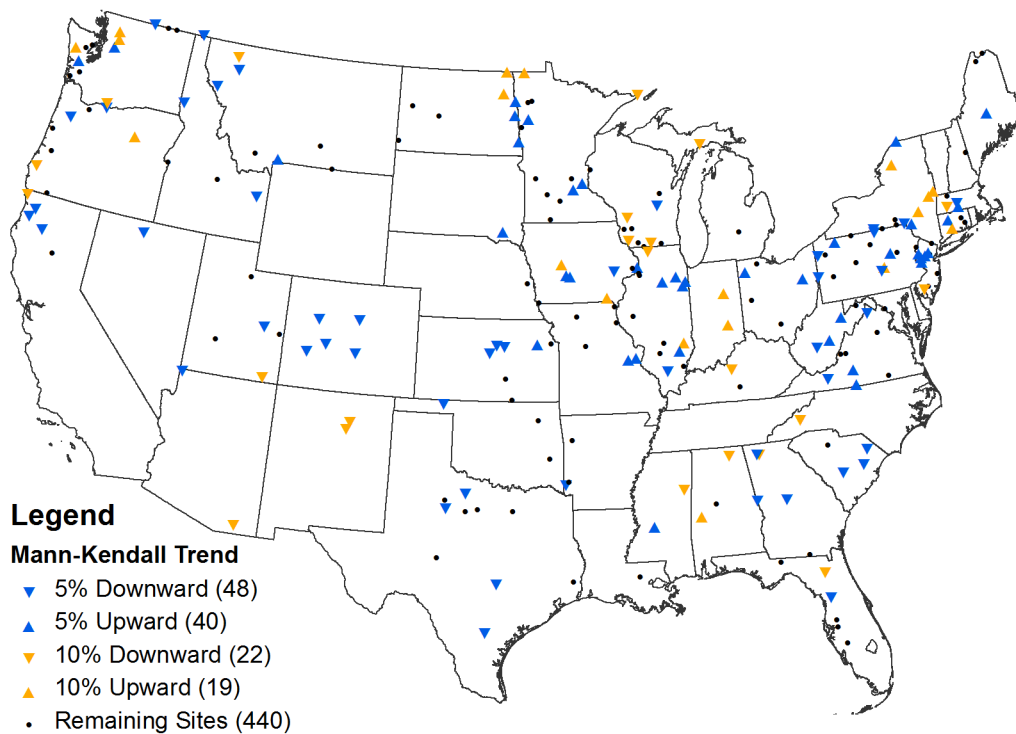 Legend
Mann-Kendall Trend
5% Downward (48)
5% Upward (40)
10% Downward (22)
10% Upward (19)
Remaining Sites (440)